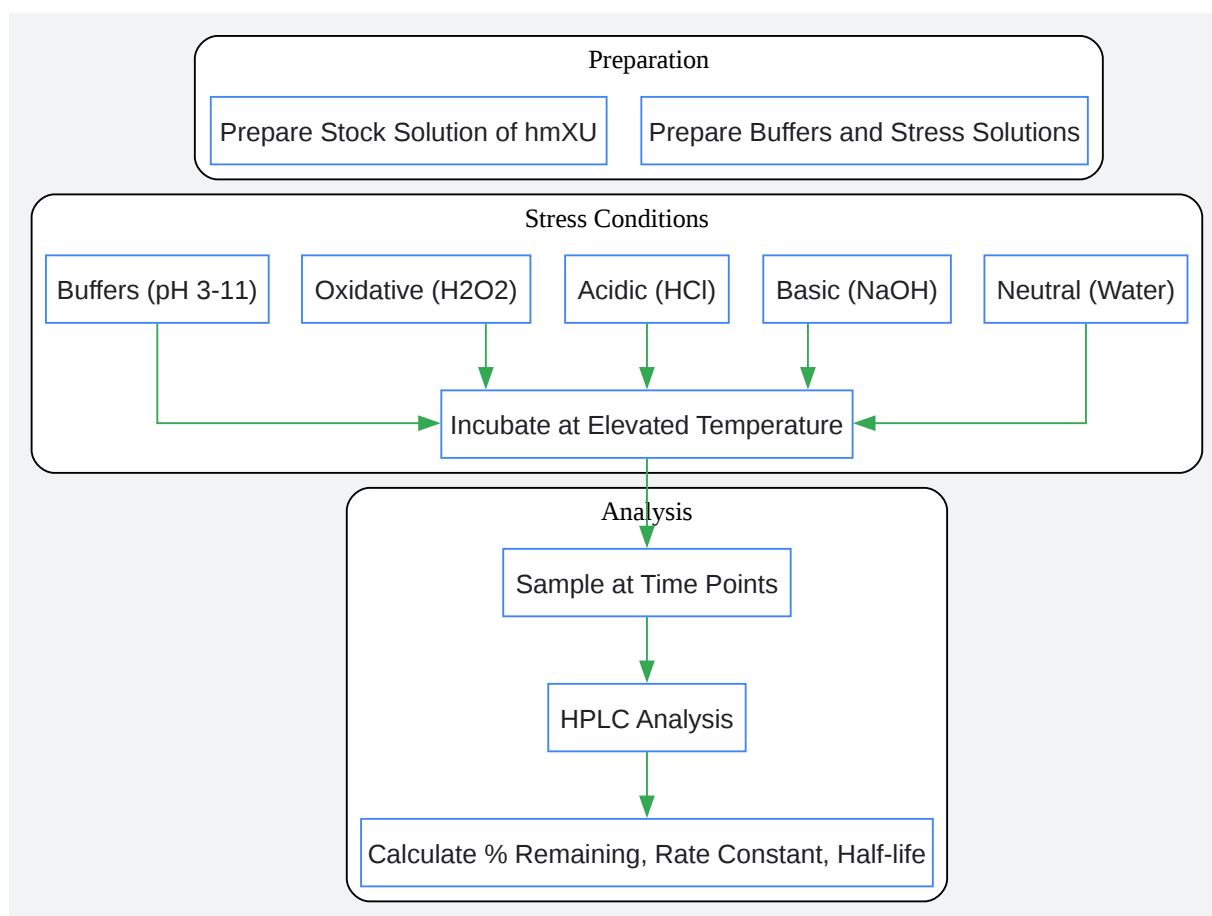 Preparation
Prepare Stock Solution of hmXU
Prepare Buffers and Stress Solutions
Stress Conditions
Buffers (pH 3-11)
Oxidative (H2O2)
Acidic (HCl)
Basic (NaOH)
Neutral (Water)
Incubate at Elevated Temperature
Analysis
Sample at Time Points
HPLC Analysis
Calculate % Remaining, Rate Constant, Half-life